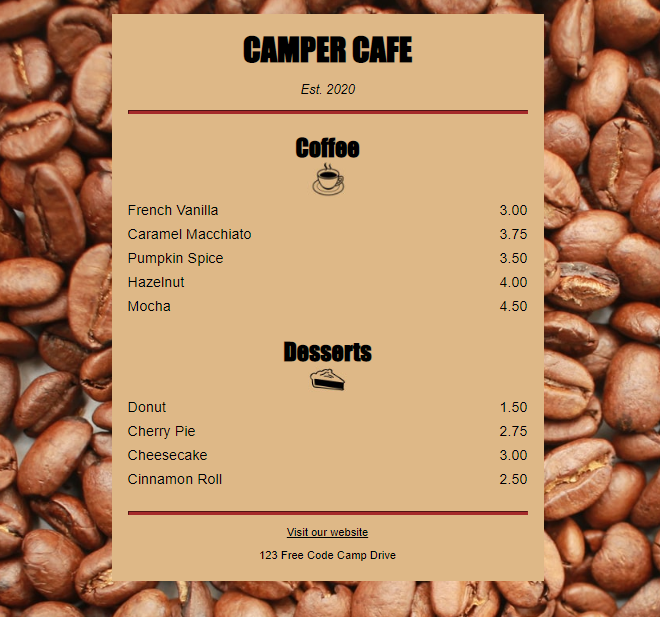 CAMPER CAFE
Est. 2020
Coffee
French Vanilla 3.00
Caramel Macchiato 3.75
Pumpkin Spice 3.50
Hazelnut 4.00
Mocha 4.50
Desserts
Donut 1.50
Cherry Pie 2.75
Cheesecake 3.00
Cinnamon Roll 2.50
Visit our website
123 Free Code Camp Drive